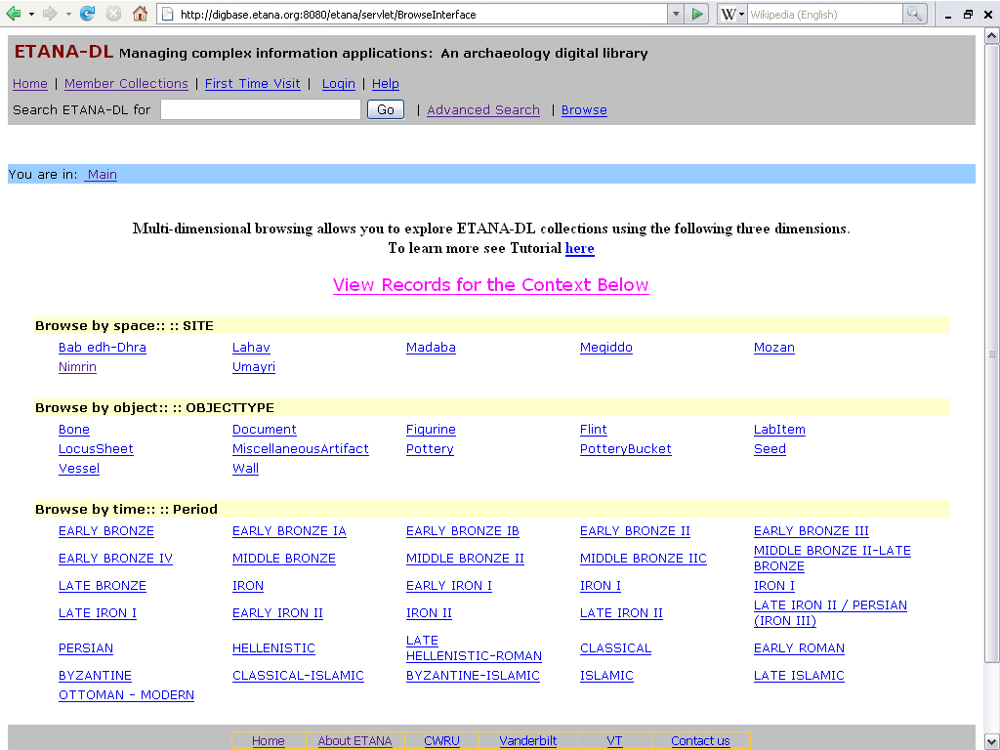 http://digbase.etana.org:8080/etana/servlet/BrowseInterface W Wikipedia (English)
ETANA-DL Managing complex information applications: An archaeology digital library
Home | Member Collections | First Time Visit | Login | Help
Search ETANA-DL for Go | Advanced Search | Browse
You are in: Main
Multi-dimensional browsing allows you to explore ETANA-DL collections using the following three dimensions.
To learn more see Tutorial here
View Records for the Context Below
Browse by space:: :: SITE
Bab edh-Dhra Lahav Madaba Megiddo Mozan
Nimrin Umayri
Browse by object:: :: OBJECTTYPE
Bone Document Figurine Flint LabItem
LocusSheet MiscellaneousArtifact Pottery PotteryBucket Seed
Vessel Wall
Browse by time:: :: Period
EARLY BRONZE EARLY BRONZE IA EARLY BRONZE IB EARLY BRONZE II EARLY BRONZE III
EARLY BRONZE IV MIDDLE BRONZE MIDDLE BRONZE II MIDDLE BRONZE IIC MIDDLE BRONZE II-LATE
BRONZE
LATE BRONZE IRON EARLY IRON I IRON I IRON I
LATE IRON I EARLY IRON II IRON II LATE IRON II LATE IRON II / PERSIAN
(IRON III)
PERSIAN HELLENISTIC LATE
HELLENISTIC-ROMAN CLASSICAL EARLY ROMAN
BYZANTINE CLASSICAL-ISLAMIC BYZANTINE-ISLAMIC ISLAMIC LATE ISLAMIC
OTTOMAN - MODERN
Home About ETANA CWRU Vanderbilt VT Contact us